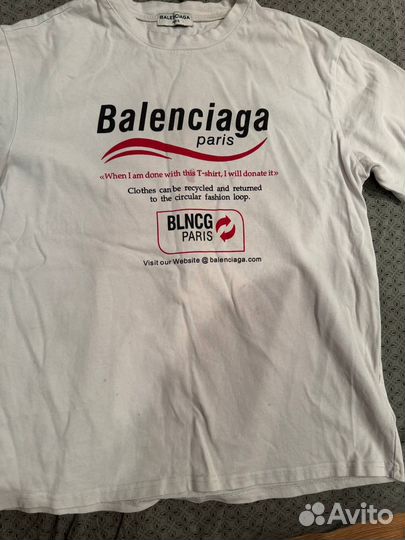 BALENCIAGA
Balenciaga
paris
«When I am done with this T-shirt, I will donate it»
Clothes can be recycled and returned
to the circular fashion loop.
BLNCG
PARIS
Visit our Website @ balenciaga.com
Avito